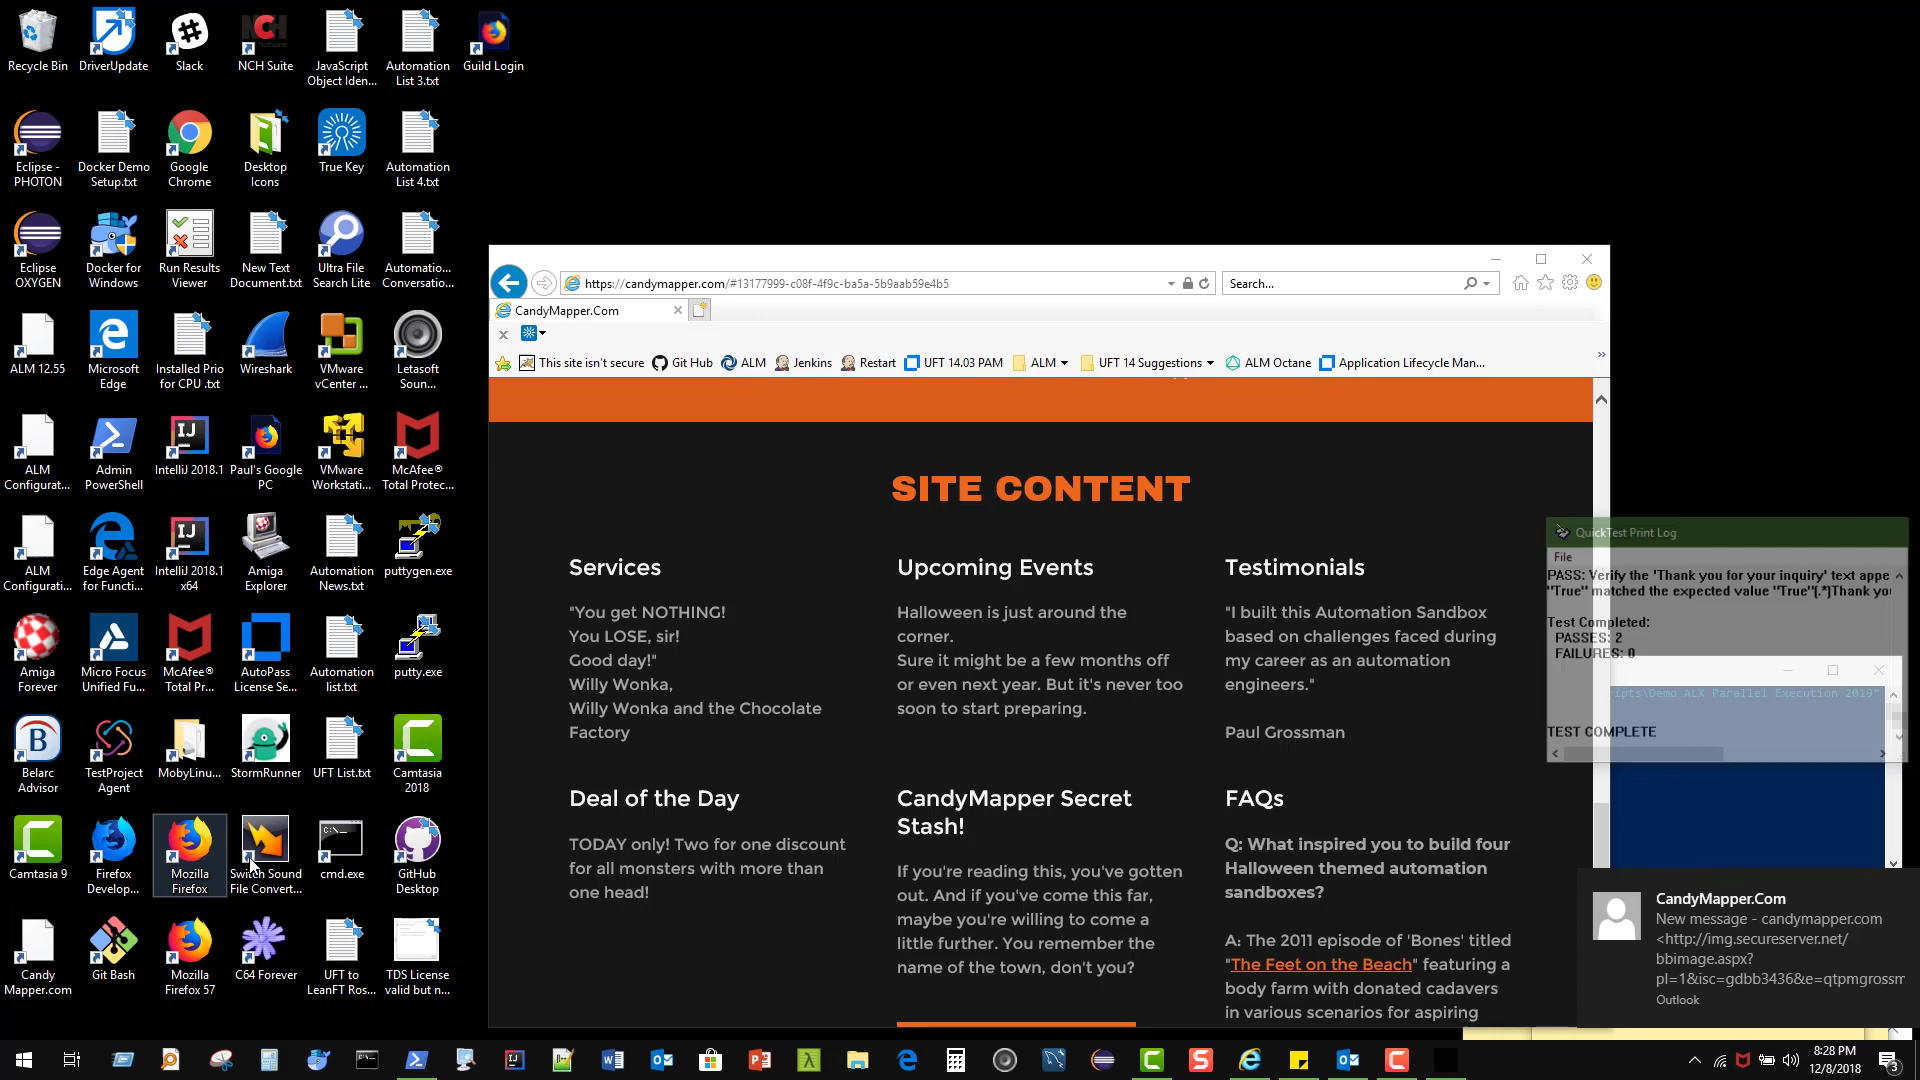 Recycle Bin
DriverUpdate
Slack
NCH Suite
JavaScript
Object Iden...
Automation
List 3.txt
Guild Login
Eclipse -
PHOTON
Docker Demo
Setup.txt
Google
Chrome
Desktop
Icons
True Key
Automation
List 4.txt
Eclipse
OXYGEN
Docker for
Windows
Run Results
Viewer
New Text
Document.txt
Ultra File
Search Lite
Automatio...
Conversatio...
ALM 12.55
Microsoft
Edge
Installed Prio
for CPU .txt
Wireshark
VMware
vCenter ...
Letasoft
Soun...
ALM
Configurat...
Admin
PowerShell
IntelliJ 2018.1
Paul's Google
PC
VMware
Workstati...
McAfee®
Total Protec...
ALM
Configurati...
Edge Agent
for Functi...
IntelliJ 2018.1
x64
Amiga
Explorer
Automation
News.txt
puttygen.exe
Amiga
Forever
Micro Focus
Unified Fu...
McAfee®
Total Pr...
AutoPass
License Se...
Automation
list.txt
putty.exe
Belarc
Advisor
TestProject
Agent
MobyLinu...
StormRunner
UFT List.txt
Camtasia
2018
Camtasia 9
Firefox
Develop...
Mozilla
Firefox
Switch Sound
File Convert...
cmd.exe
GitHub
Desktop
Candy
Mapper.com
Git Bash
Mozilla
Firefox 57
C64 Forever
UFT to
LeanFT Ros...
TDS License
valid but n...
https://candymapper.com/#13177999-c08f-4f9c-ba5a-5b9aab59e4b5
Search...
CandyMapper.Com
This site isn't secure
Git Hub
ALM
Jenkins
Restart
UFT 14.03 PAM
ALM
UFT 14 Suggestions
ALM Octane
Application Lifecycle Man...
SITE CONTENT
Services
"You get NOTHING!
You LOSE, sir!
Good day!"
Willy Wonka,
Willy Wonka and the Chocolate
Factory
Upcoming Events
Halloween is just around the
corner.
Sure it might be a few months off
or even next year. But it's never too
soon to start preparing.
Testimonials
"I built this Automation Sandbox
based on challenges faced during
my career as an automation
engineers."
Paul Grossman
Deal of the Day
TODAY only! Two for one discount
for all monsters with more than
one head!
CandyMapper Secret
Stash!
If you're reading this, you've gotten
out. And if you've come this far,
maybe you're willing to come a
little further. You remember the
name of the town, don't you?
FAQs
Q: What inspired you to build four
Halloween themed automation
sandboxes?
A: The 2011 episode of 'Bones' titled
"The Feet on the Beach" featuring a
body farm with donated cadavers
in various scenarios for aspiring
QuickTest Print Log
File
PASS: Verify the 'Thank you for your inquiry' text appe
"True" matched the expected value "True"(.*)Thank you
Test Completed:
PASSES: 2
FAILURES: 0
ipts\Demo ALX Parallel Execution 2019"
TEST COMPLETE
CandyMapper.Com
New message - candymapper.com
<http://img.secureserver.net/
bbimage.aspx?
pl=1&isc=gdbb3436&e=qtpmgrossm
Outlook
8:28 PM
12/8/2018
3